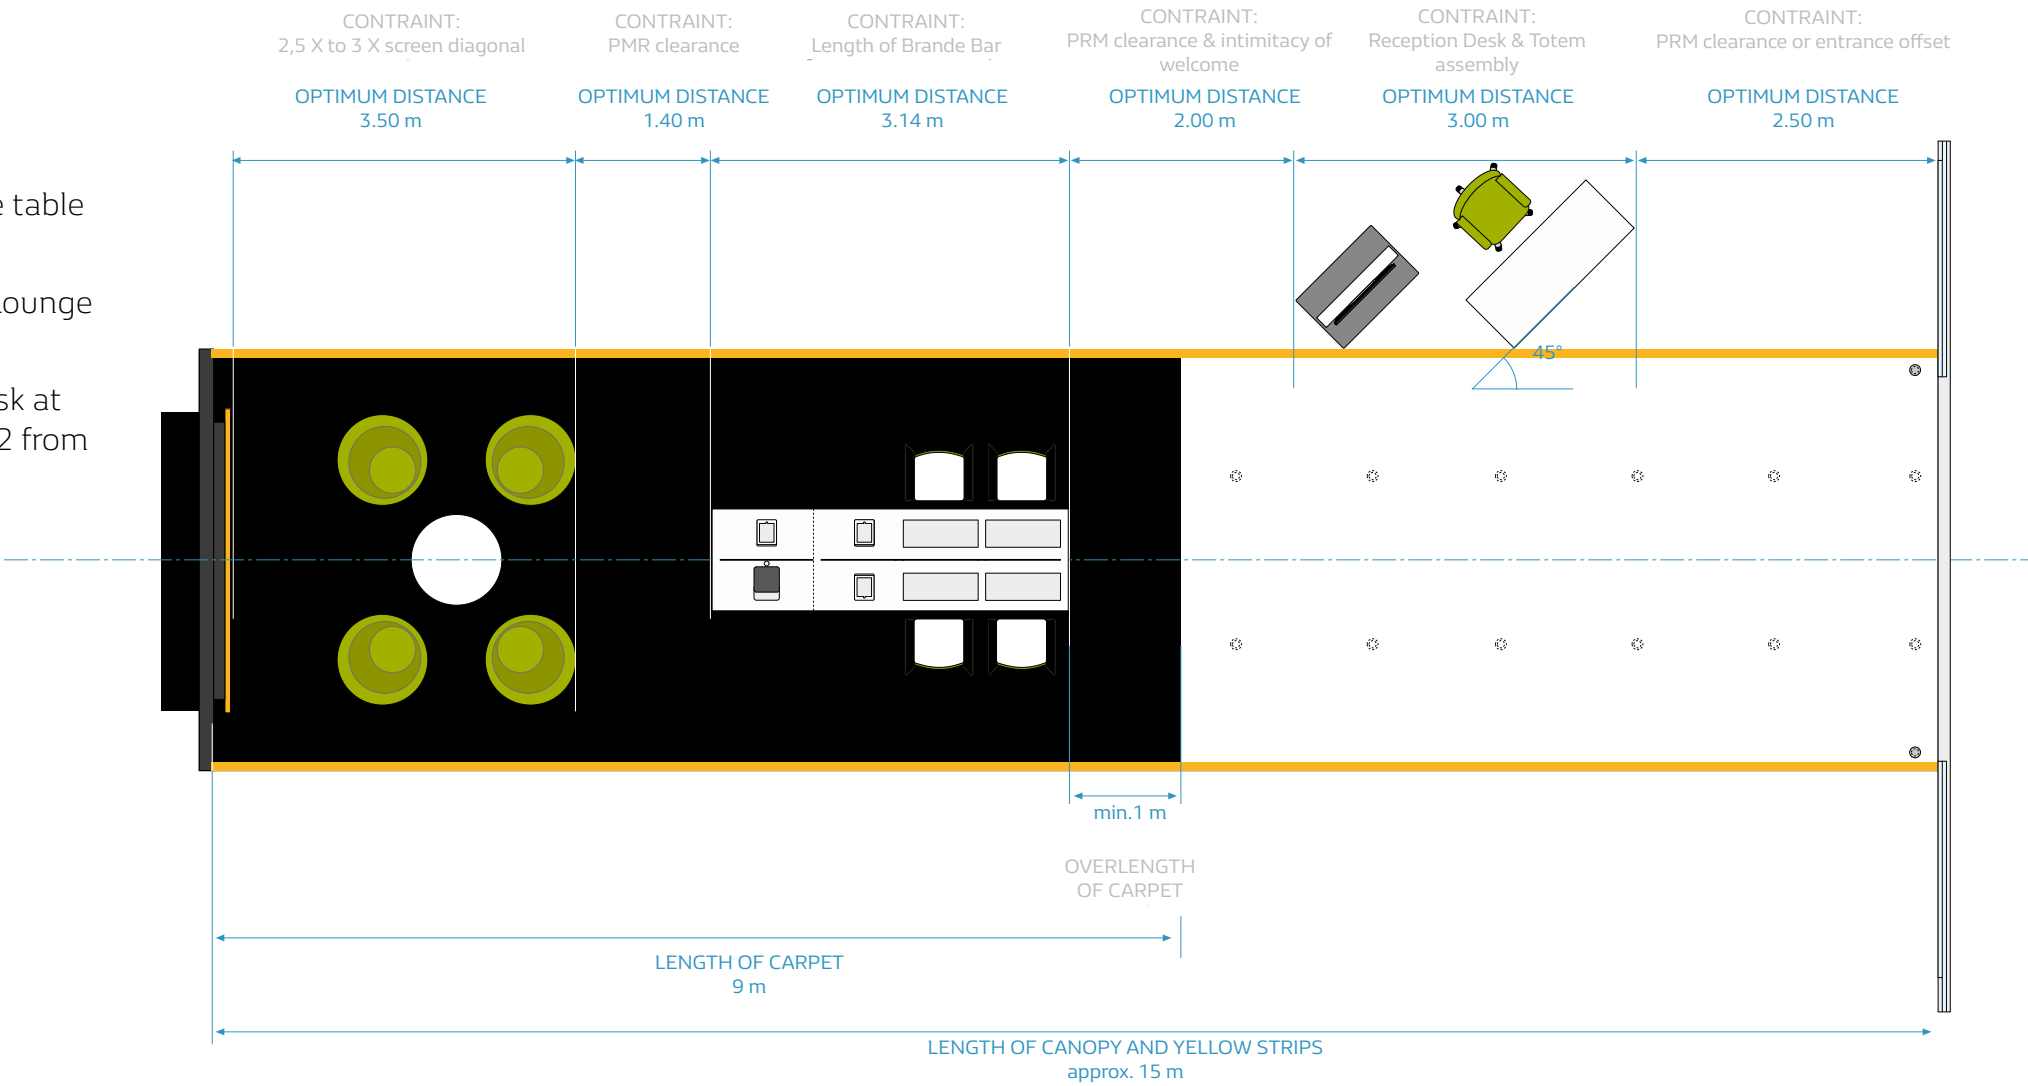 CONTRAINT:
2,5 X to 3 X screen diagonal
OPTIMUM DISTANCE
3.50 m
CONTRAINT:
PMR clearance
OPTIMUM DISTANCE
1.40 m
CONTRAINT:
Length of Brande Bar
OPTIMUM DISTANCE
3.14 m
CONTRAINT:
PRM clearance & intimitacy of
welcome
OPTIMUM DISTANCE
2.00 m
CONTRAINT:
Reception Desk & Totem
assembly
OPTIMUM DISTANCE
3.00 m
CONTRAINT:
PRM clearance or entrance offset
OPTIMUM DISTANCE
2.50 m
e table
lounge
sk at
2 from
45°
min.1 m
OVERLENGTH
OF CARPET
LENGTH OF CARPET
9 m
LENGTH OF CANOPY AND YELLOW STRIPS
approx. 15 m